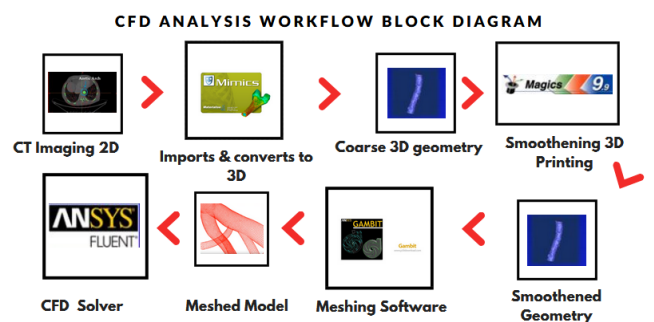 CFD ANALYSIS WORKFLOW BLOCK DIAGRAM
Mimics
Magics 9.9
CT Imaging 2D
Imports & converts to
3D
Coarse 3D geometry
Smoothening 3D
Printing
ANSYS
FLUENT
GAMBIT
Gambit
CFD Solver
Meshed Model
Meshing Software
Smoothened
Geometry